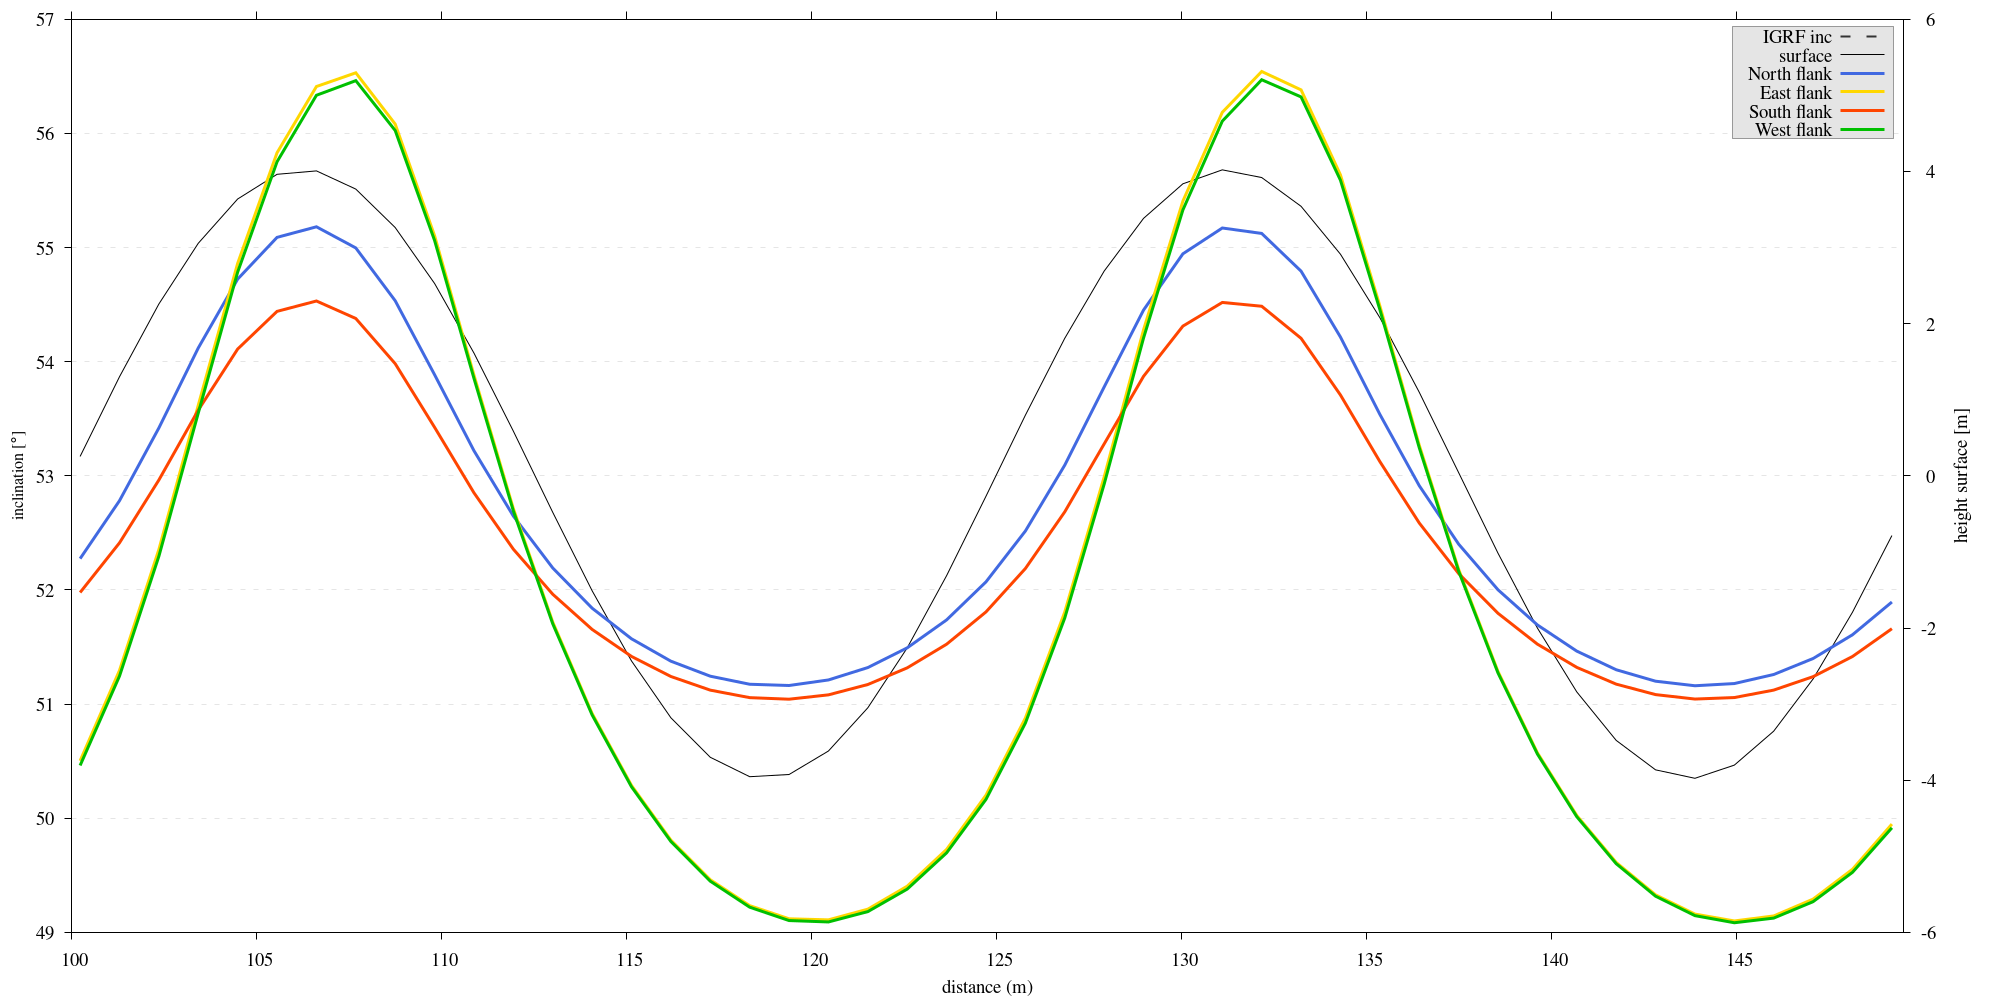 57
56
55
54
53
52
51
50
49
inclination [°]
6
4
2
0
-2
-4
-6
height surface [m]
IGRF inc
surface
North flank
East flank
South flank
West flank
100 105 110 115 120 125 130 135 140 145
distance (m)